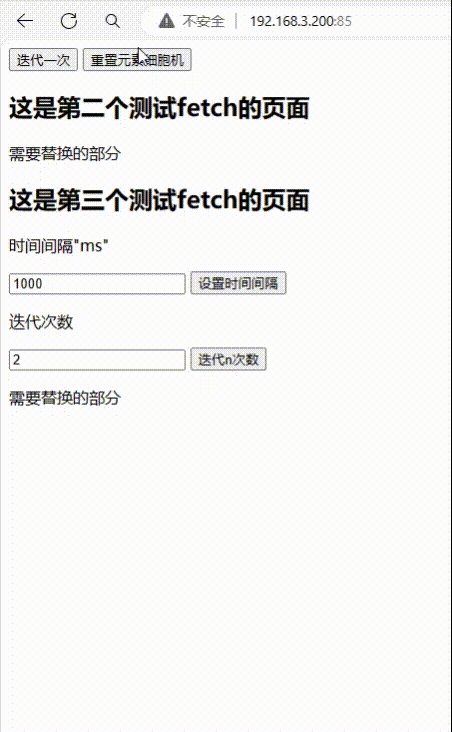 不安全 | 192.168.3.200:85
迭代一次 重置元素细胞机
这是第二个测试fetch的页面
需要替换的部分
这是第三个测试fetch的页面
时间间隔"ms"
1000 设置时间间隔
迭代次数
2 迭代n次数
需要替换的部分